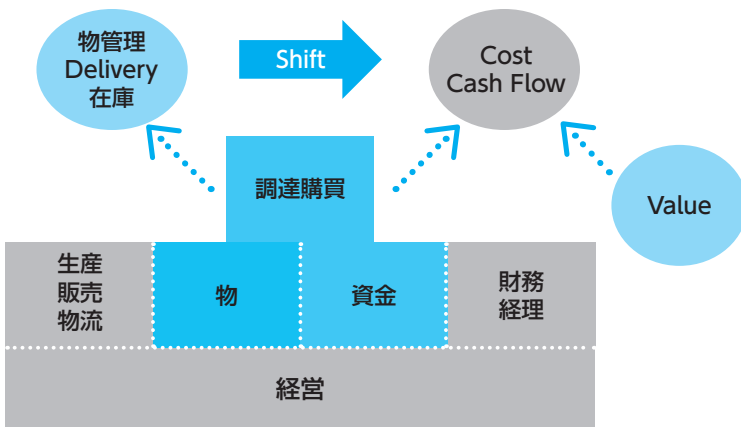 物管理
Delivery
在庫
Shift
Cost
Cash Flow
調達購買
Value
生産
販売
物流
物
資金
財務
経理
経営